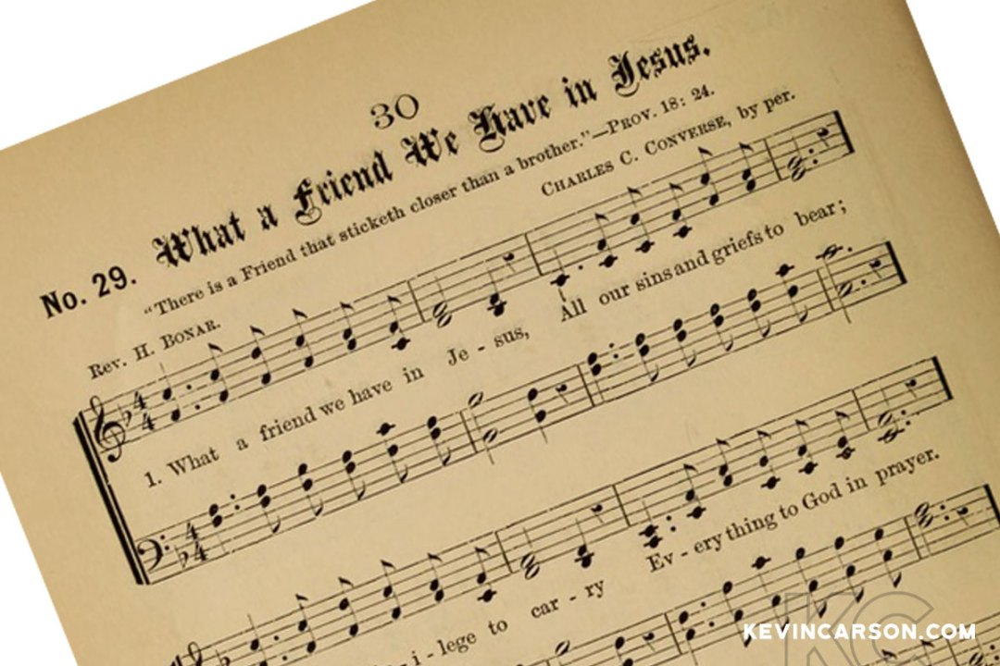 30
No. 29. What a Friend We Have in Jesus.
"There is a Friend that sticketh closer than a brother."—PROV. 18: 24.
REV. H. BONAR.
CHARLES C. CONVERSE, by per.
1. What a friend we have in Je - sus, All our sins and griefs to bear;
- i - lege to car - ry Ev - ery thing to God in prayer.
KC
KEVINCARSON.COM